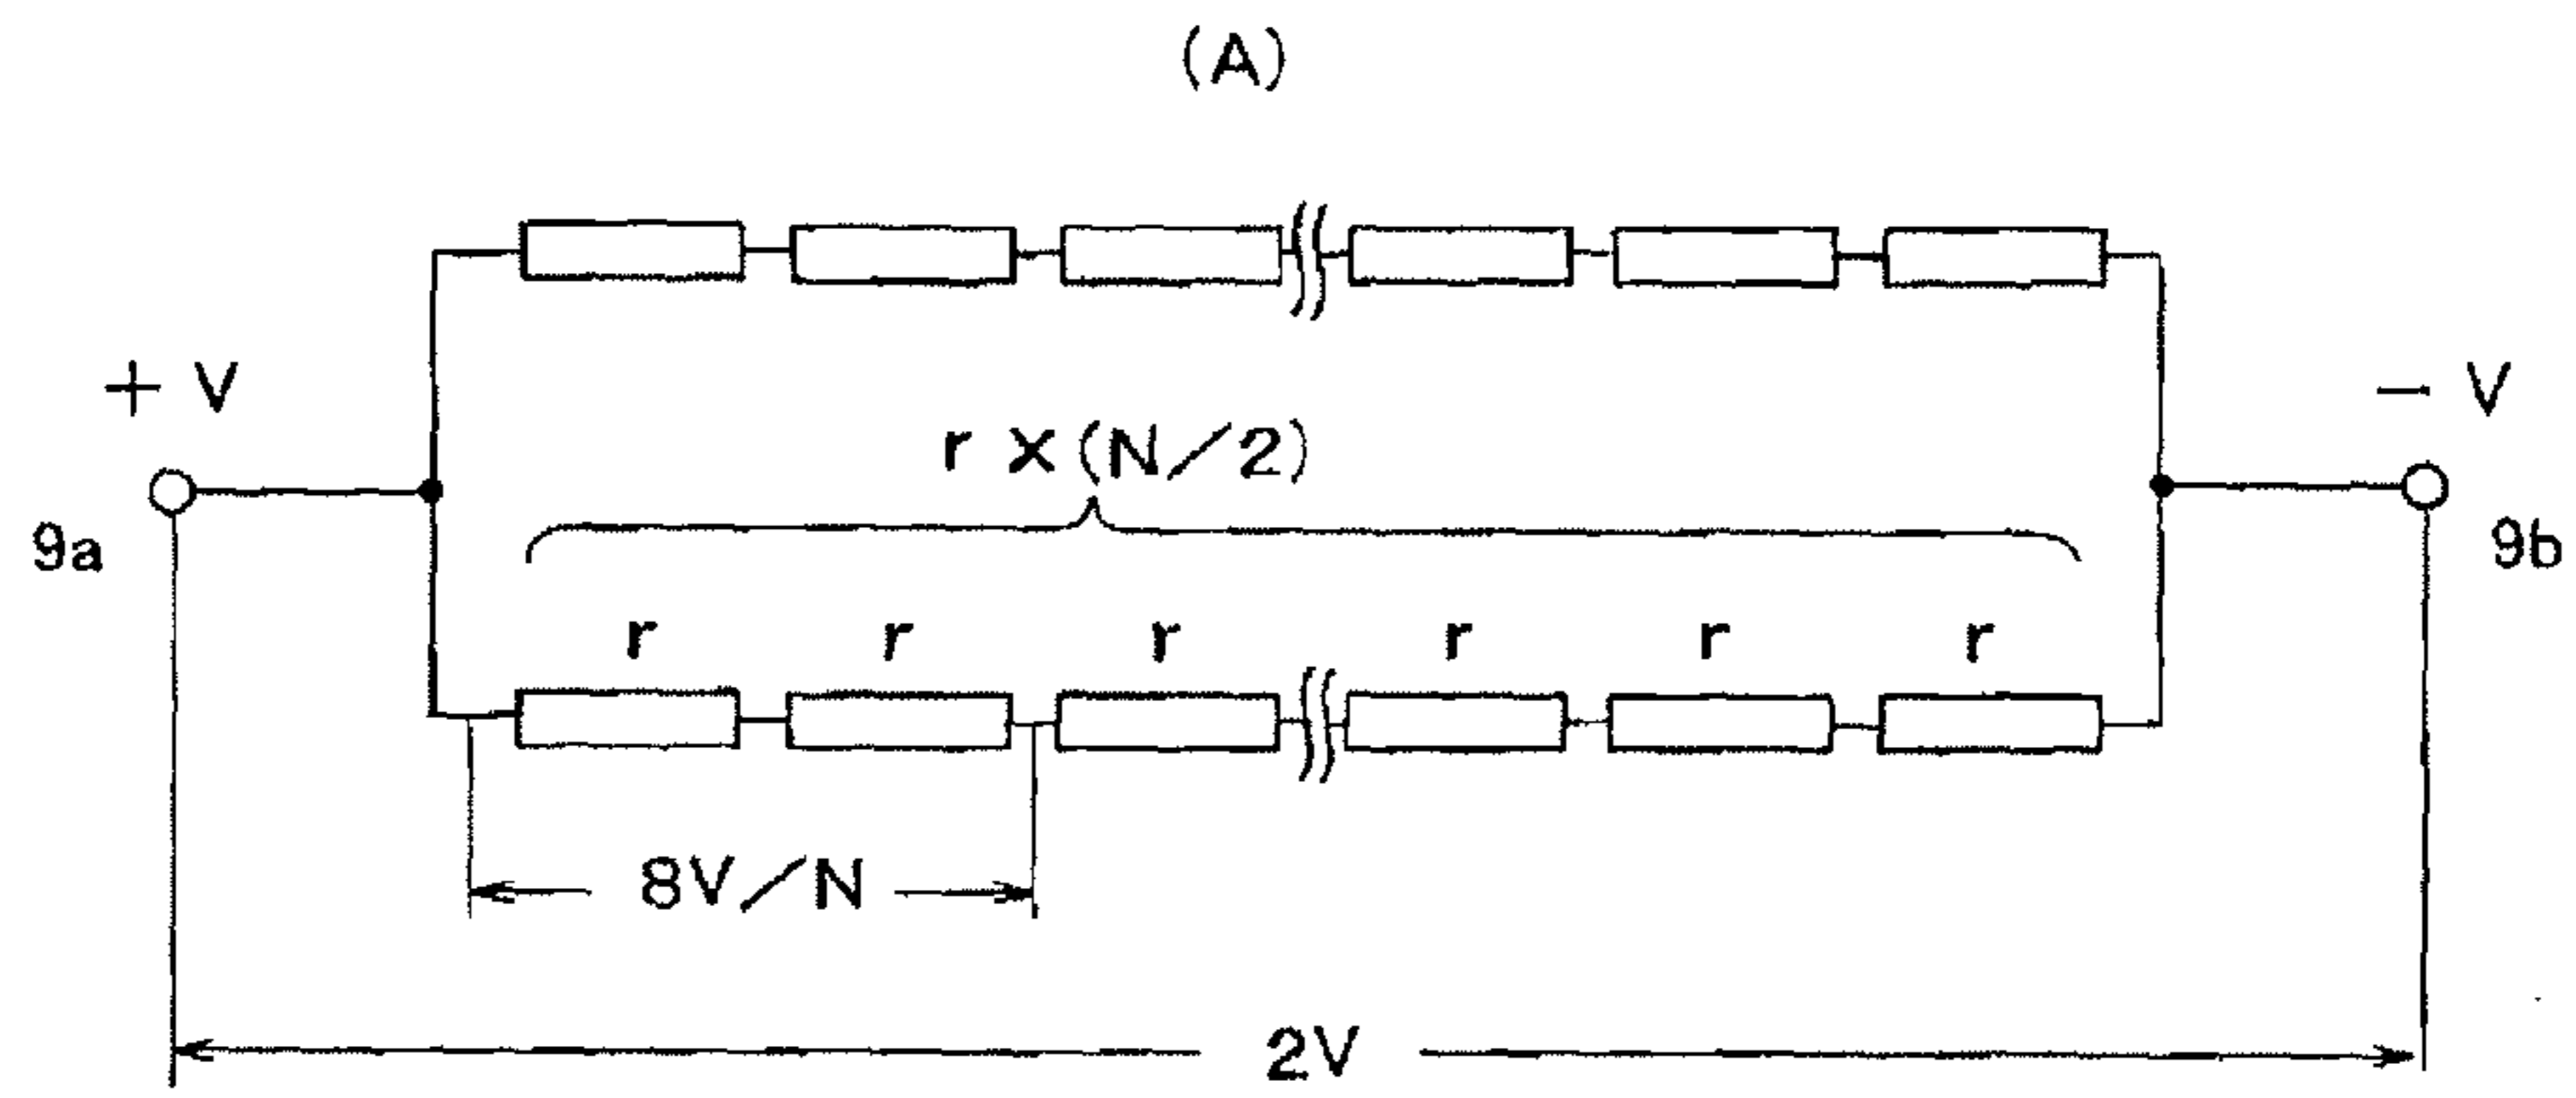 (A)
+ V
− V
r × (N/2)
9a
9b
r r r r r r
8V/N
2V